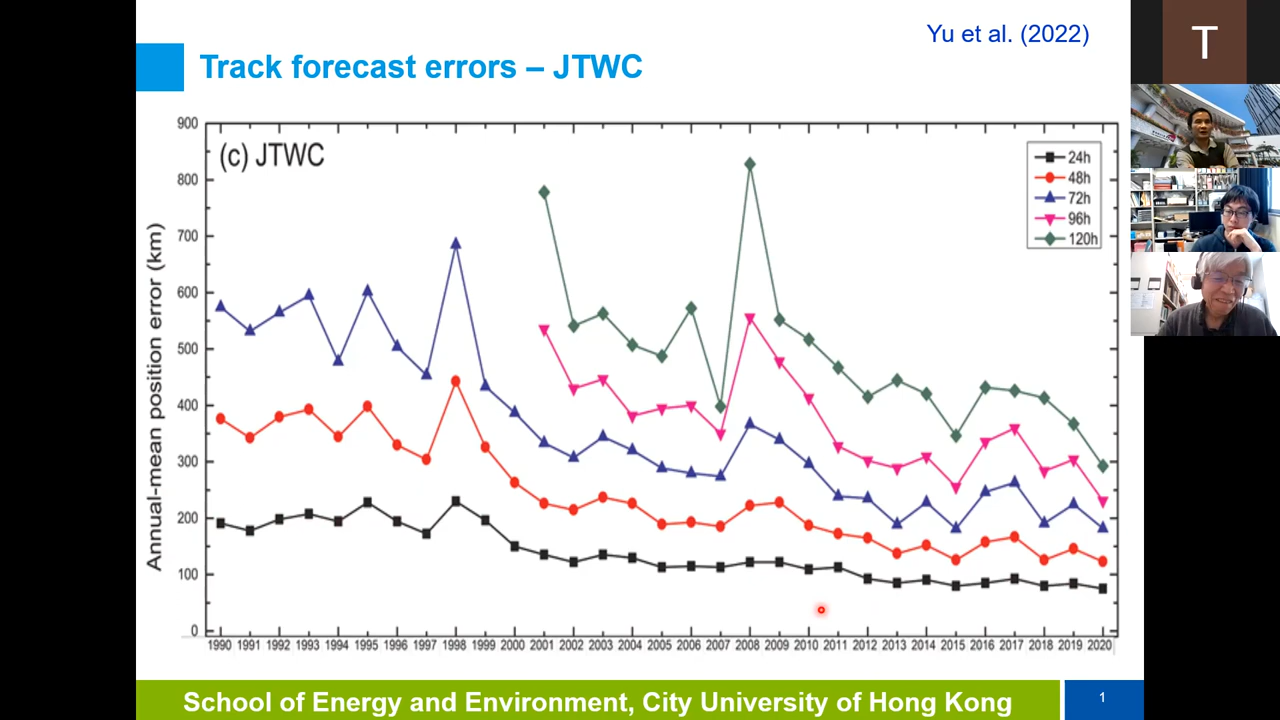 Yu et al. (2022)
T
Track forecast errors – JTWC
(c) JTWC
24h
48h
72h
96h
120h
Annual-mean position error (km)
900
800
700
600
500
400
300
200
100
0
1990 1991 1992 1993 1994 1995 1996 1997 1998 1999 2000 2001 2002 2003 2004 2005 2006 2007 2008 2009 2010 2011 2012 2013 2014 2015 2016 2017 2018 2019 2020
School of Energy and Environment, City University of Hong Kong
1